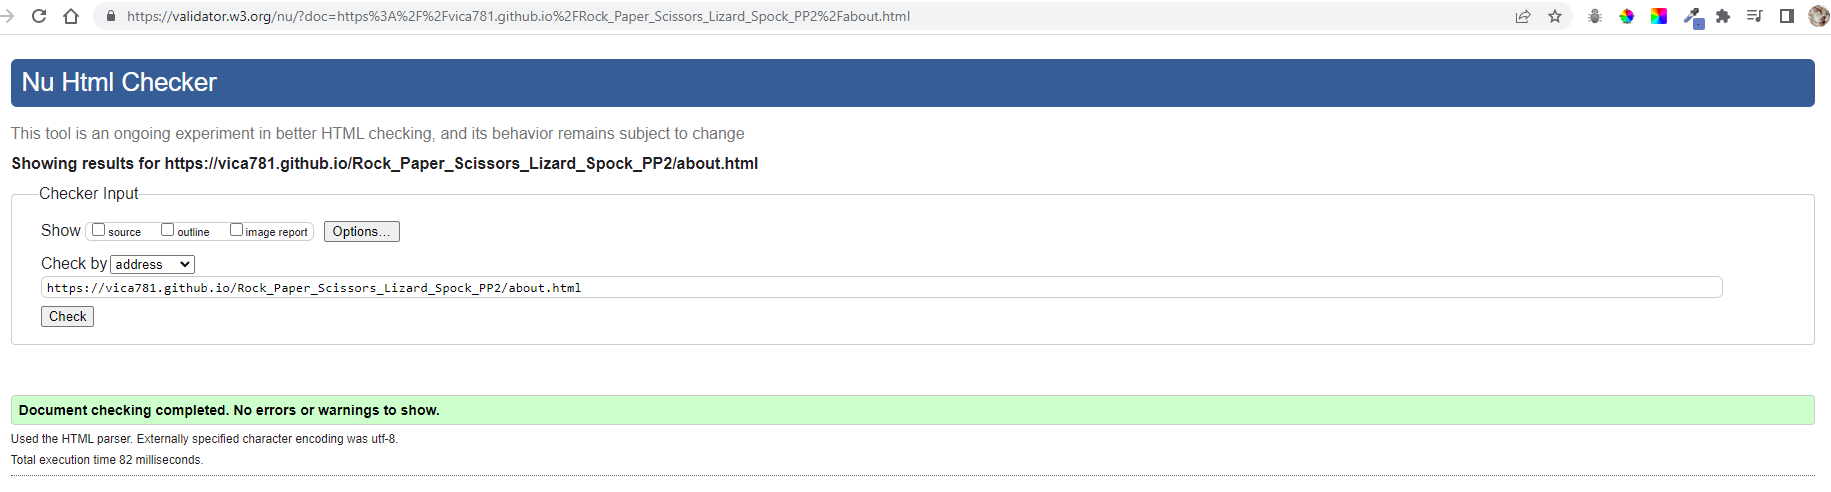 https://validator.w3.org/nu/?doc=https%3A%2F%2Fvica781.github.io%2FRock_Paper_Scissors_Lizard_Spock_PP2%2Fabout.html
Nu Html Checker
This tool is an ongoing experiment in better HTML checking, and its behavior remains subject to change
Showing results for https://vica781.github.io/Rock_Paper_Scissors_Lizard_Spock_PP2/about.html
Checker Input
Show source outline image report Options...
Check by address
https://vica781.github.io/Rock_Paper_Scissors_Lizard_Spock_PP2/about.html
Check
Document checking completed. No errors or warnings to show.
Used the HTML parser. Externally specified character encoding was utf-8.
Total execution time 82 milliseconds.